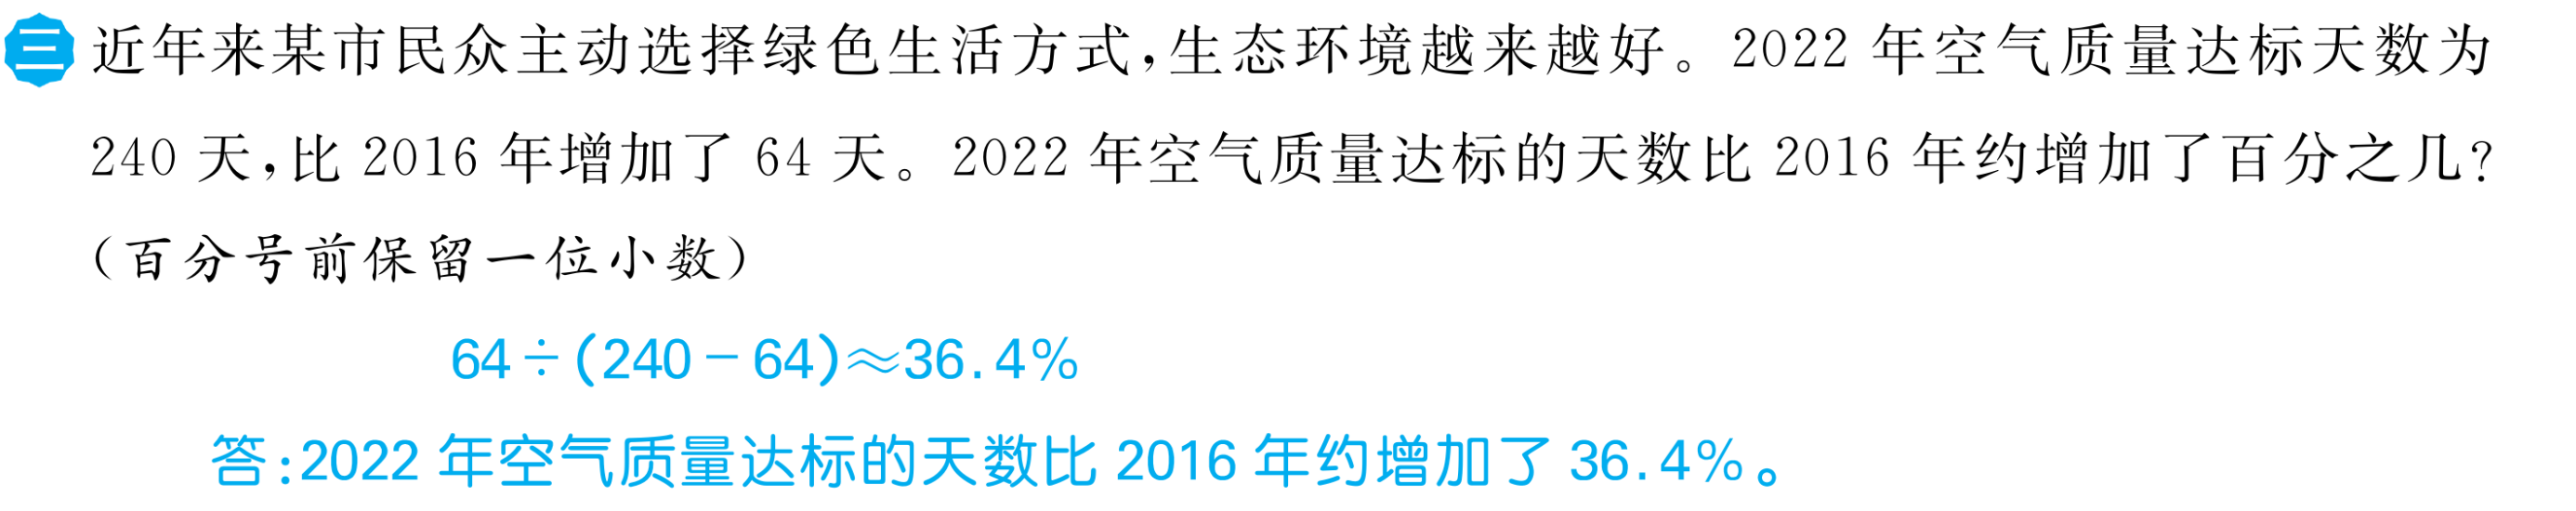 三 近年来某市民众主动选择绿色生活方式,生态环境越来越好。2022 年空气质量达标天数为
240 天,比 2016 年增加了 64 天。2022 年空气质量达标的天数比 2016 年约增加了百分之几?
(百分号前保留一位小数)
64÷(240-64)≈36.4%
答:2022 年空气质量达标的天数比 2016 年约增加了 36.4%。